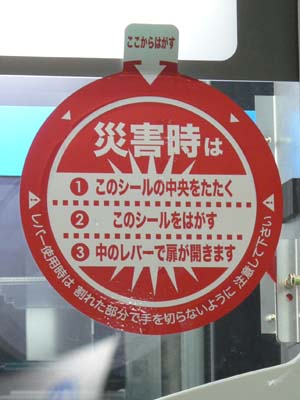 ここからはがす
災害時は
1 このシールの中央をたたく
2 このシールをはがす
3 中のレバーで扉が開きます
レバー使用時は 割れた部分で手を切らないように 注意して下さい